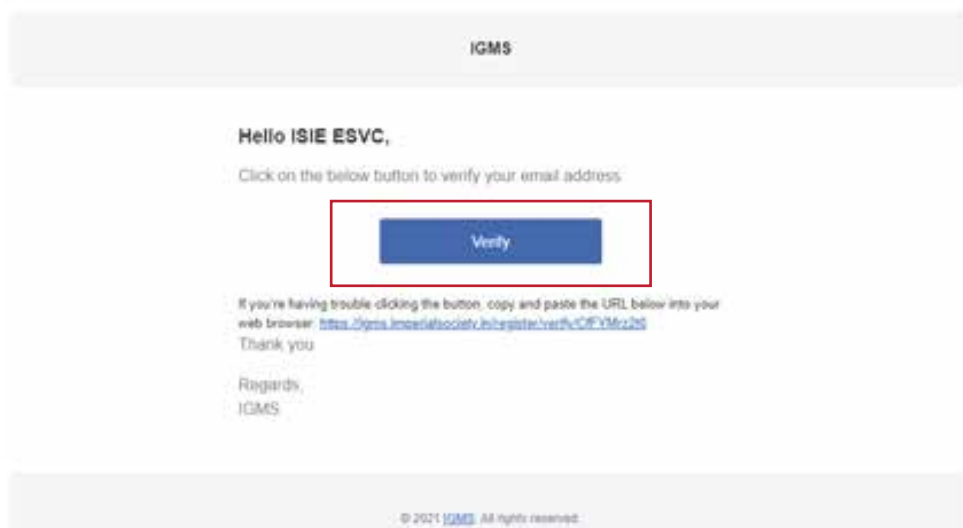 IGMS
Hello ISIE ESVC,
Click on the below button to verify your email address
Verify
If you're having trouble clicking the button, copy and paste the URL below into your
web browser: https://igms.imperialsociety.in/register/verify/
Thank you
Regards,
IGMS
© 2021 IGMS. All rights reserved.